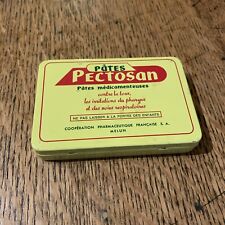 PÂTES
PECTOSAN
Pâtes médicamenteuses
contre la toux,
les irritations du pharynx
et des voies respiratoires
NE PAS LAISSER A LA PORTÉE DES ENFANTS
COOPÉRATION PHARMACEUTIQUE FRANÇAISE S. A.
MELUN